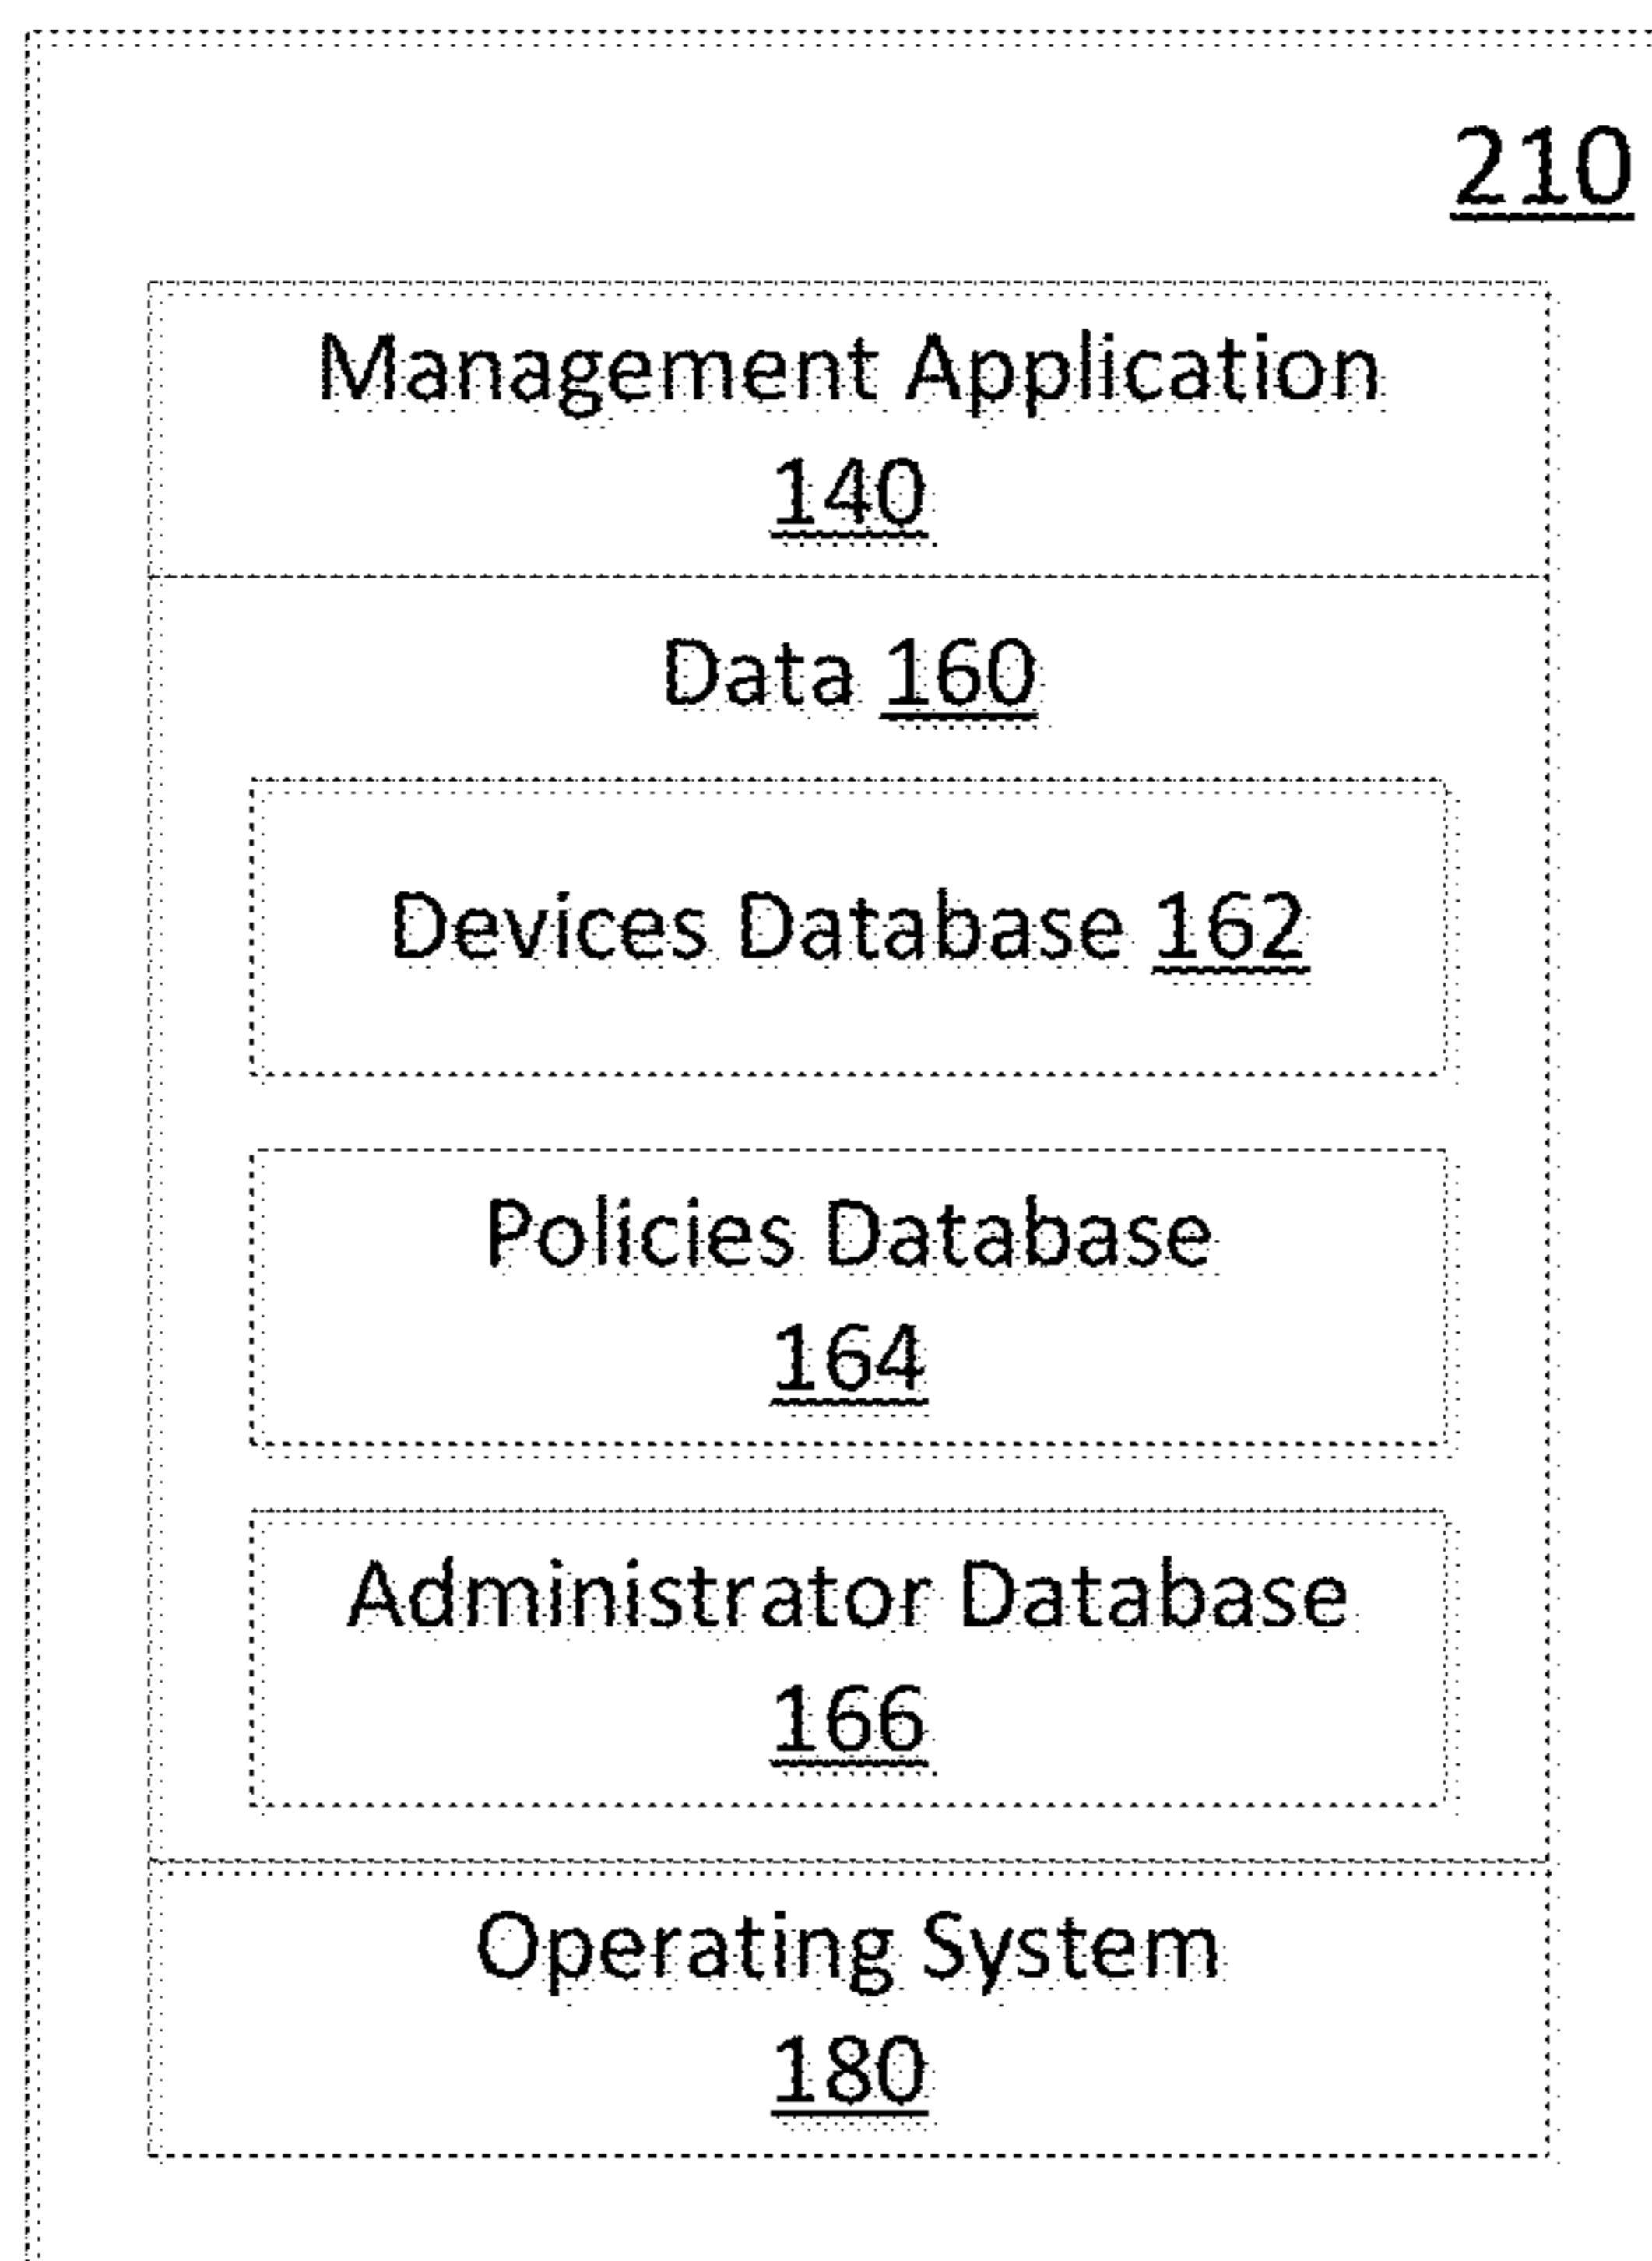 210
Management Application
140
Data 160
Devices Database 162
Policies Database
164
Administrator Database
166
Operating System
180